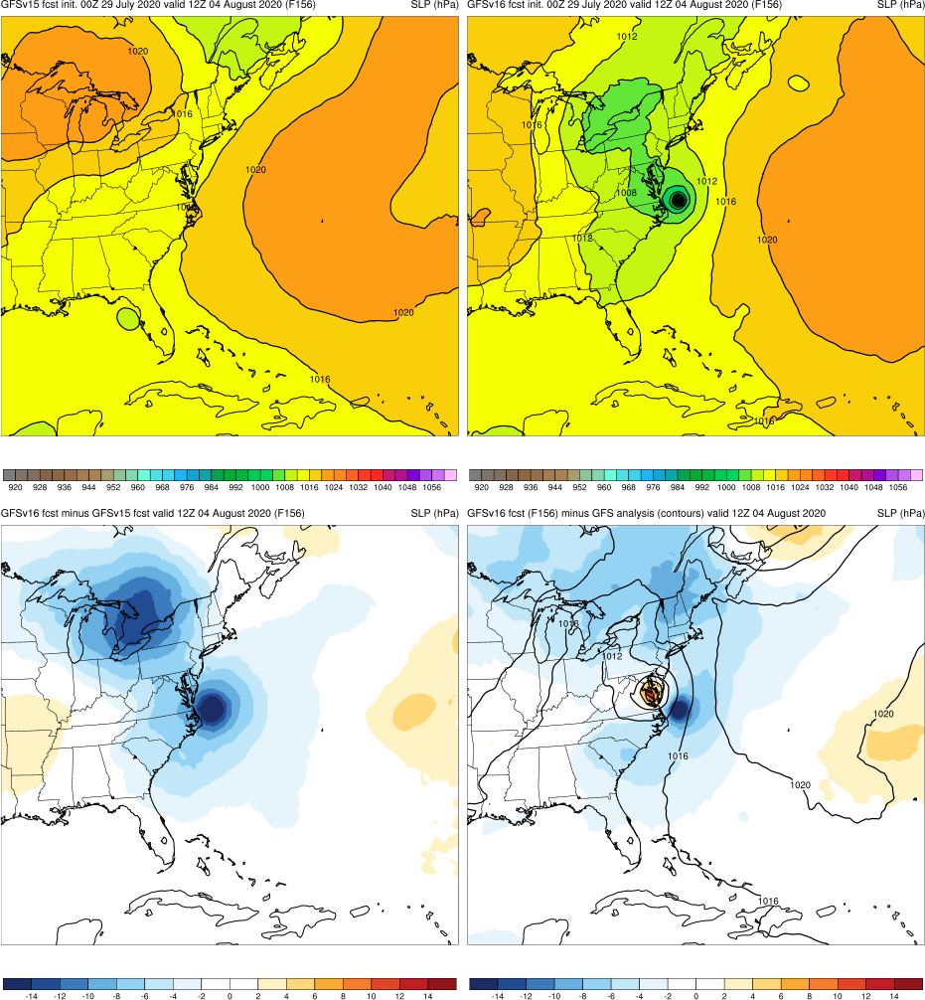 GFSv15 fcst init. 00Z 29 July 2020 valid 12Z 04 August 2020 (F156) SLP (hPa)
GFSv16 fcst init. 00Z 29 July 2020 valid 12Z 04 August 2020 (F156) SLP (hPa)
1020
1016
1020
1020
1016
1012
1016
1008
1012
1016
1012
1020
1016
920 928 936 944 952 960 968 976 984 992 1000 1008 1016 1024 1032 1040 1048 1056
920 928 936 944 952 960 968 976 984 992 1000 1008 1016 1024 1032 1040 1048 1056
GFSv16 fcst minus GFSv15 fcst valid 12Z 04 August 2020 (F156) SLP (hPa)
GFSv16 fcst (F156) minus GFS analysis (contours) valid 12Z 04 August 2020 SLP (hPa)
1016
1012
1020
1016
1020
1016
-14 -12 -10 -8 -6 -4 -2 0 2 4 6 8 10 12 14
-14 -12 -10 -8 -6 -4 -2 0 2 4 6 8 10 12 14